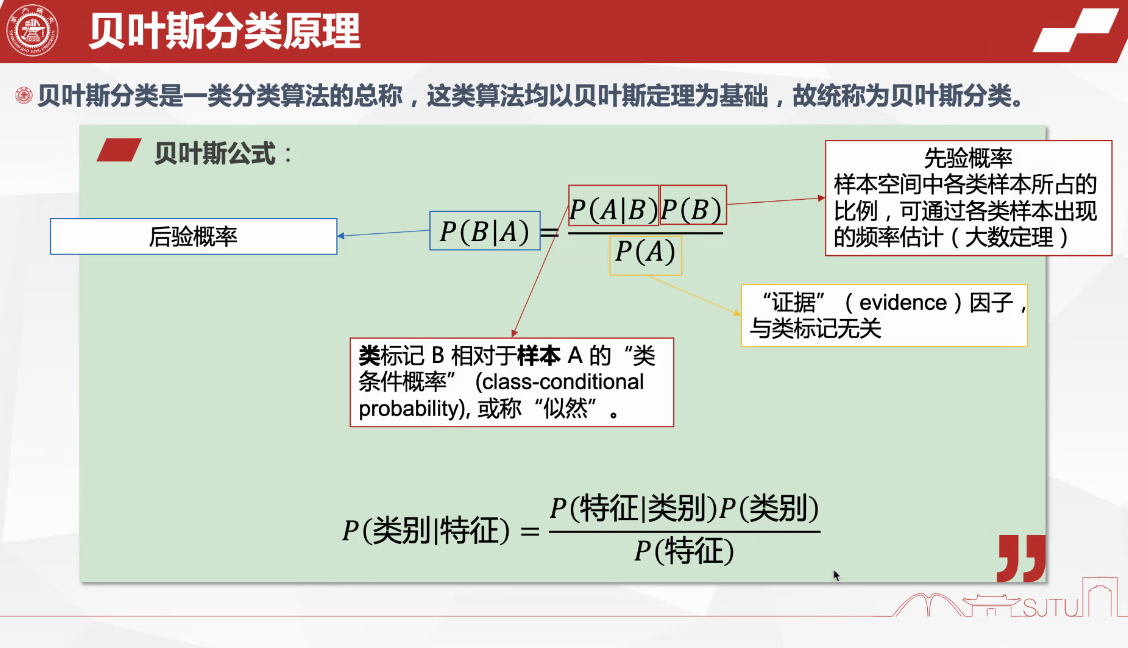 贝叶斯分类原理
贝叶斯分类是一类分类算法的总称，这类算法均以贝叶斯定理为基础，故统称为贝叶斯分类。
贝叶斯公式：
先验概率
样本空间中各类样本所占的
比例，可通过各类样本出现
的频率估计（大数定理）
后验概率
P(B|A) = P(A|B)P(B) / P(A)
“证据”（evidence）因子，
与类标记无关
类标记 B 相对于样本 A 的“类
条件概率” (class-conditional
probability), 或称“似然”。
P(类别|特征) = P(特征|类别)P(类别) / P(特征)
SJTU